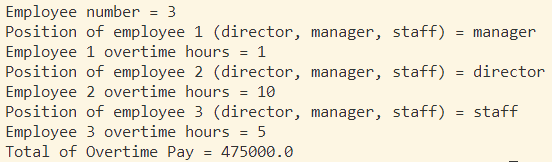 Employee number = 3
Position of employee 1 (director, manager, staff) = manager
Employee 1 overtime hours = 1
Position of employee 2 (director, manager, staff) = director
Employee 2 overtime hours = 10
Position of employee 3 (director, manager, staff) = staff
Employee 3 overtime hours = 5
Total of Overtime Pay = 475000.0